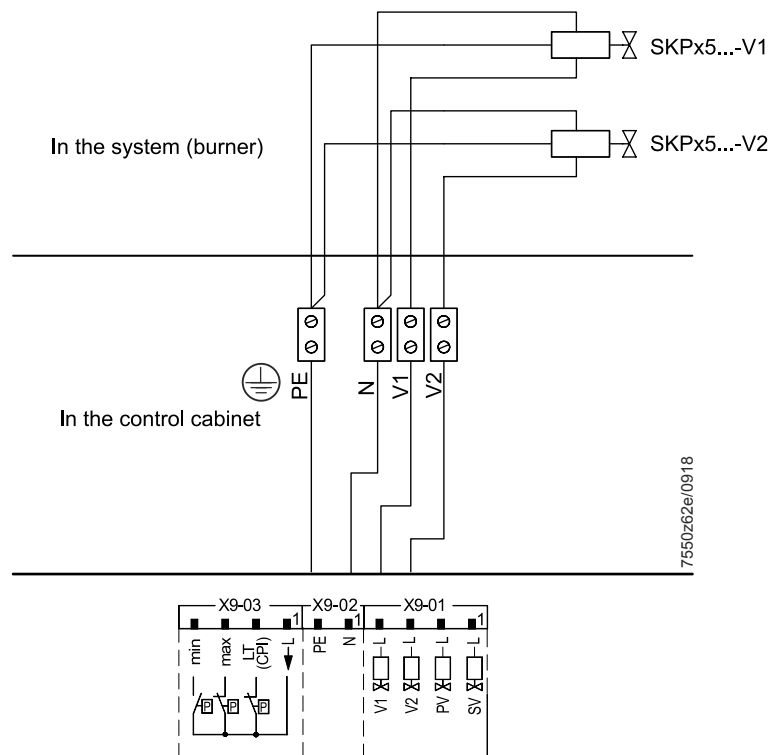 SKPx5...-V1
In the system (burner)
SKPx5...-V2
PE
N
V1
V2
In the control cabinet
7550z62e/0918
X9-03
X9-02
X9-01
1
1
1
min
max
LT
(CPI)
L
PE
N
L
L
L
L
V1
V2
PV
SV
P
P
P